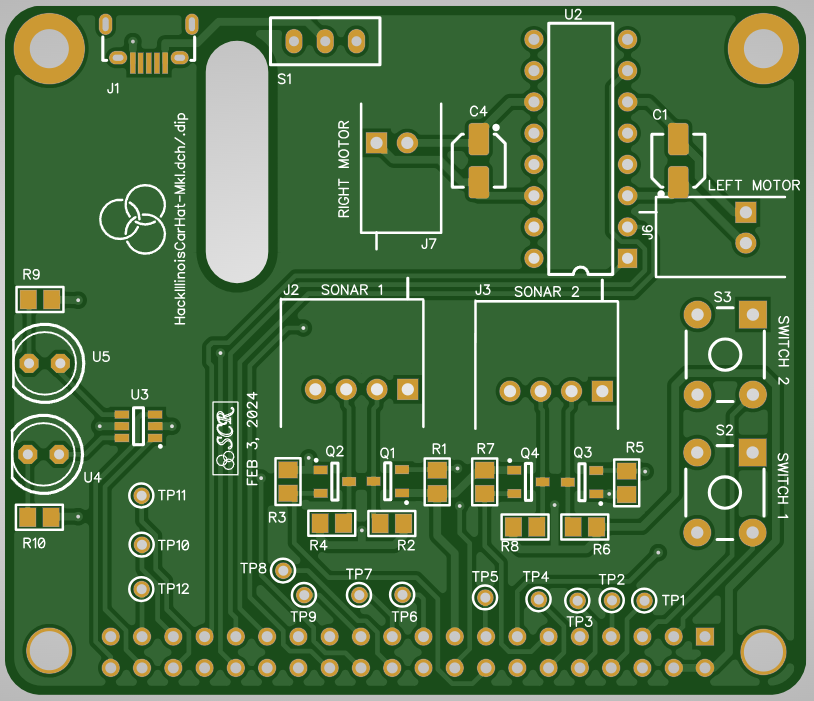 U2
J1
S1
C4
C1
RIGHT MOTOR
HackIllinoisCarHat-MkI.dch/.dip
LEFT MOTOR
J7
J6
R9
J2 SONAR 1
J3 SONAR 2
S3
SWITCH 2
U5
U3
SCR
FEB 3, 2024
S2
SWITCH 1
U4
Q2
Q1
R1
R7
Q4
Q3
R5
TP11
R3
R4
R2
R8
R6
R10
TP10
TP8
TP7
TP5
TP4
TP2
TP12
TP9
TP6
TP3
TP1